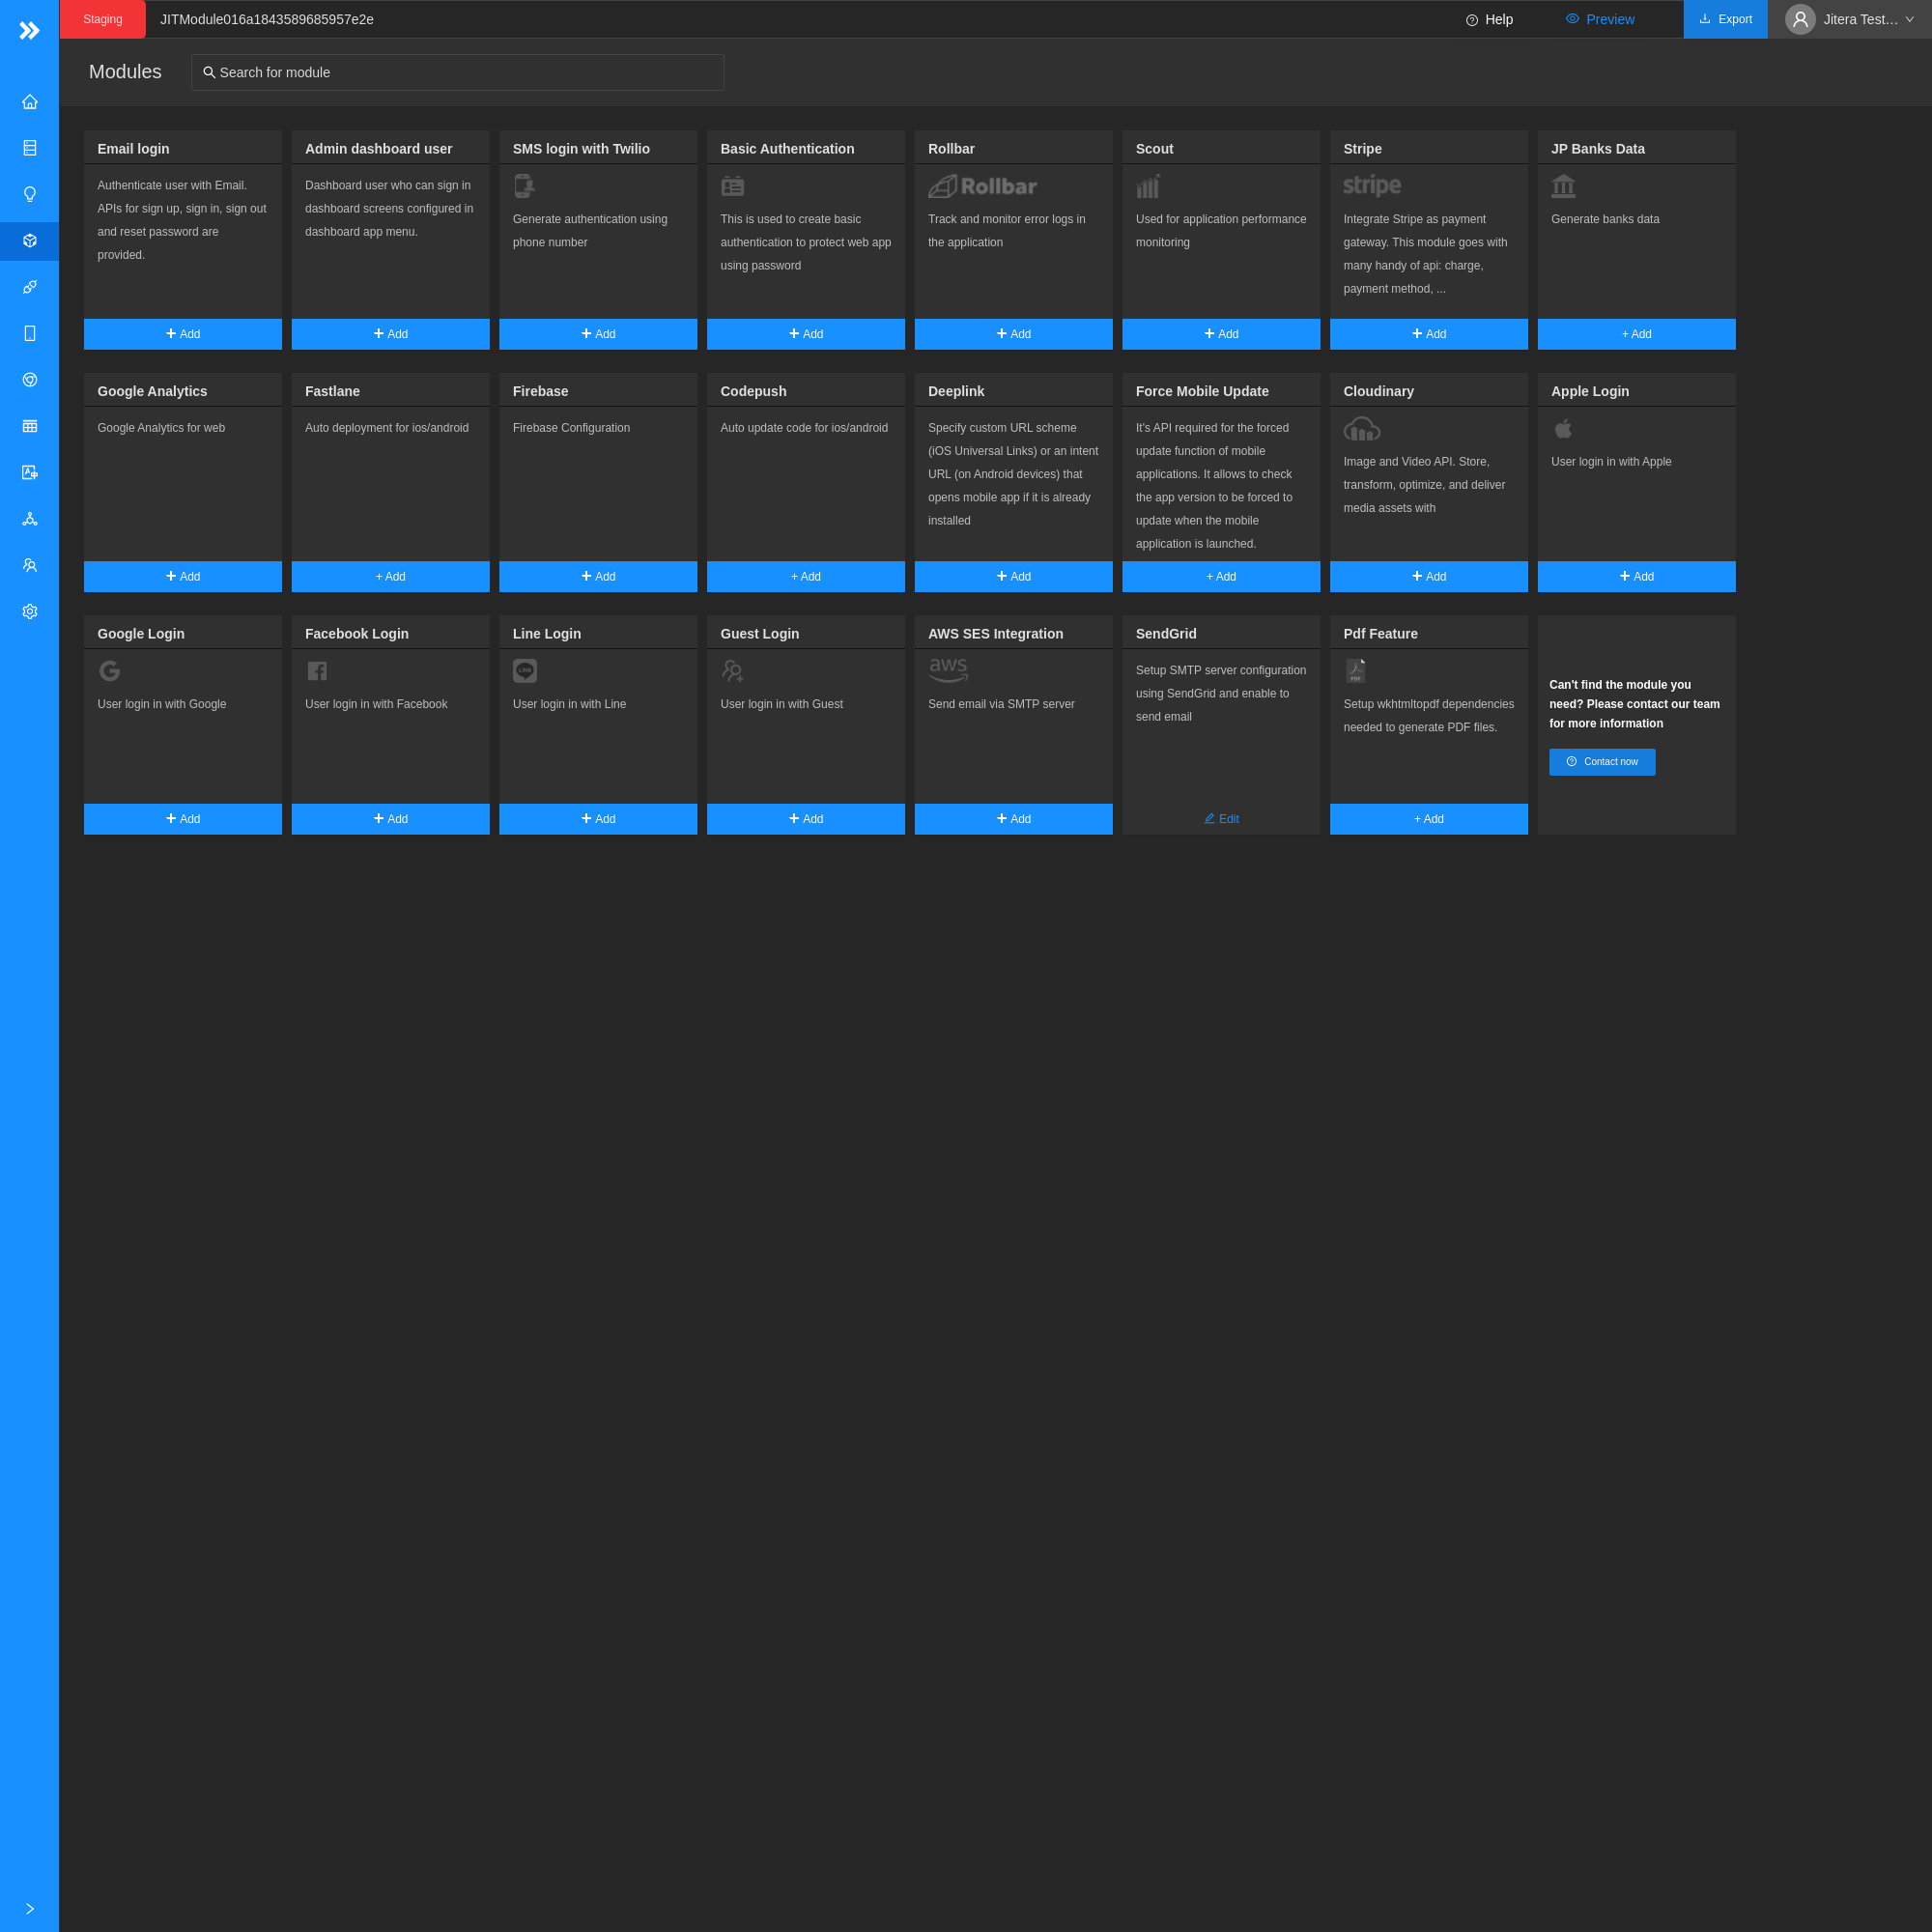 Staging
JITModule016a1843589685957e2e
Help
Preview
Export
Jitera Test…
Modules
Search for module
Email login
Authenticate user with Email.
APIs for sign up, sign in, sign out
and reset password are
provided.
Add
Admin dashboard user
Dashboard user who can sign in
dashboard screens configured in
dashboard app menu.
Add
SMS login with Twilio
Generate authentication using
phone number
Add
Basic Authentication
This is used to create basic
authentication to protect web app
using password
Add
Rollbar
Rollbar
Track and monitor error logs in
the application
Add
Scout
Used for application performance
monitoring
Add
Stripe
stripe
Integrate Stripe as payment
gateway. This module goes with
many handy of api: charge,
payment method, ...
Add
JP Banks Data
Generate banks data
+ Add
Google Analytics
Google Analytics for web
Add
Fastlane
Auto deployment for ios/android
+ Add
Firebase
Firebase Configuration
Add
Codepush
Auto update code for ios/android
+ Add
Deeplink
Specify custom URL scheme
(iOS Universal Links) or an intent
URL (on Android devices) that
opens mobile app if it is already
installed
Add
Force Mobile Update
It's API required for the forced
update function of mobile
applications. It allows to check
the app version to be forced to
update when the mobile
application is launched.
+ Add
Cloudinary
Image and Video API. Store,
transform, optimize, and deliver
media assets with
Add
Apple Login
User login in with Apple
Add
Google Login
User login in with Google
Add
Facebook Login
User login in with Facebook
Add
Line Login
LINE
User login in with Line
Add
Guest Login
User login in with Guest
Add
AWS SES Integration
aws
Send email via SMTP server
Add
SendGrid
Setup SMTP server configuration
using SendGrid and enable to
send email
Edit
Pdf Feature
PDF
Setup wkhtmltopdf dependencies
needed to generate PDF files.
+ Add
Can't find the module you
need? Please contact our team
for more information
Contact now